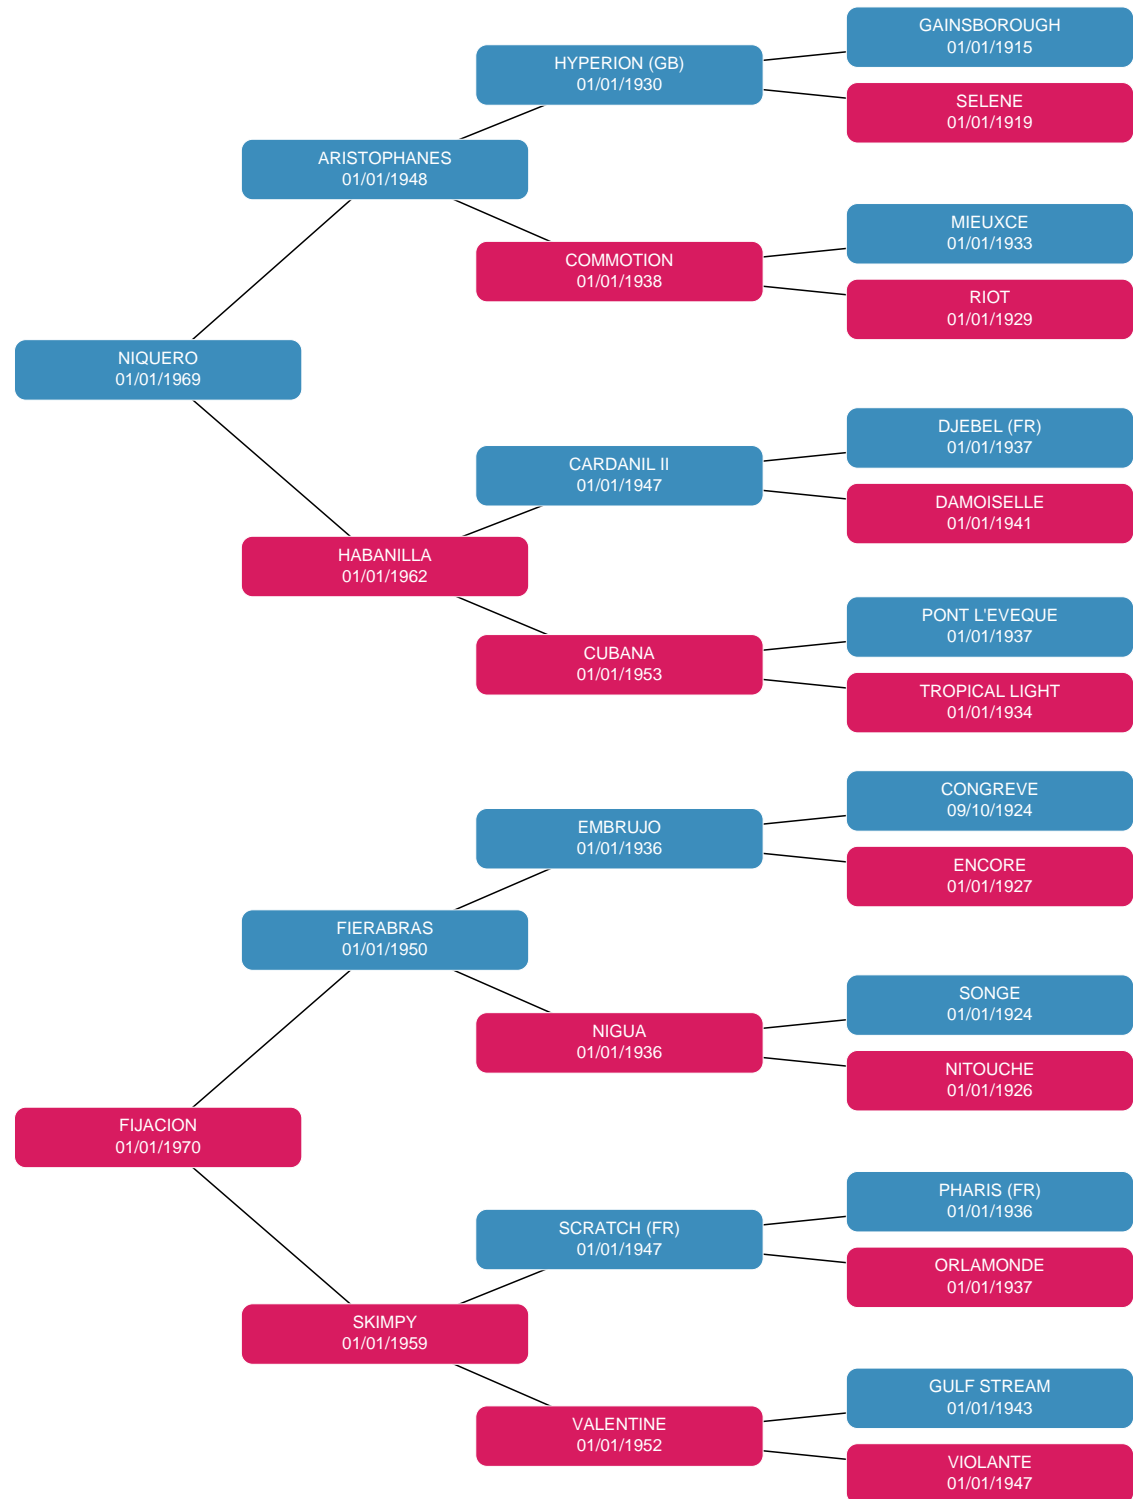 GAINSBOROUGH
01/01/1915
HYPERION (GB)
01/01/1930
SELENE
01/01/1919
ARISTOPHANES
01/01/1948
MIEUXCE
01/01/1933
COMMOTION
01/01/1938
RIOT
01/01/1929
NIQUERO
01/01/1969
DJEBEL (FR)
01/01/1937
CARDANIL II
01/01/1947
DAMOISELLE
01/01/1941
HABANILLA
01/01/1962
PONT L'EVEQUE
01/01/1937
CUBANA
01/01/1953
TROPICAL LIGHT
01/01/1934
CONGREVE
09/10/1924
EMBRUJO
01/01/1936
ENCORE
01/01/1927
FIERABRAS
01/01/1950
SONGE
01/01/1924
NIGUA
01/01/1936
NITOUCHE
01/01/1926
FIJACION
01/01/1970
PHARIS (FR)
01/01/1936
SCRATCH (FR)
01/01/1947
ORLAMONDE
01/01/1937
SKIMPY
01/01/1959
GULF STREAM
01/01/1943
VALENTINE
01/01/1952
VIOLANTE
01/01/1947